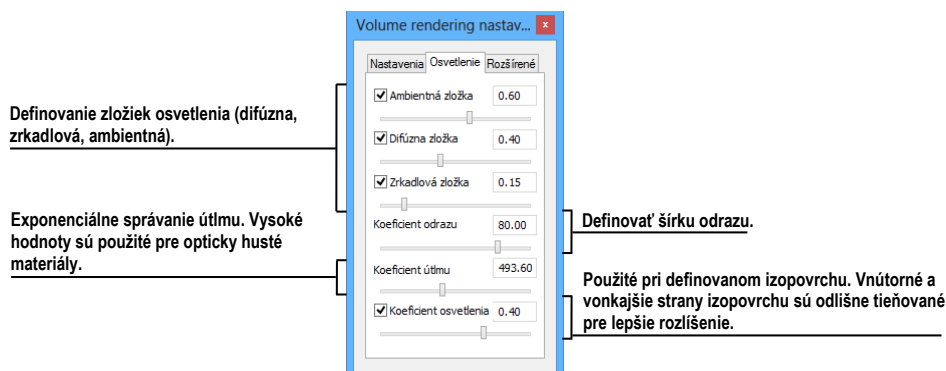 Volume rendering nastav...
x
Nastavenia Osvetlenie Rozšírené
Ambientná zložka 0.60
Difúzna zložka 0.40
Zrkadlová zložka 0.15
Koeficient odrazu 80.00
Koeficient útlmu 493.60
Koeficient osvetlenia 0.40
Definovanie zložiek osvetlenia (difúzna,
zrkadlová, ambientná).
Exponenciálne správanie útlmu. Vysoké
hodnoty sú použité pre opticky husté
materiály.
Definovať šírku odrazu.
Použité pri definovanom izopovrchu. Vnútorné a
vonkajšie strany izopovrchu sú odlišne tieňované
pre lepšie rozlíšenie.